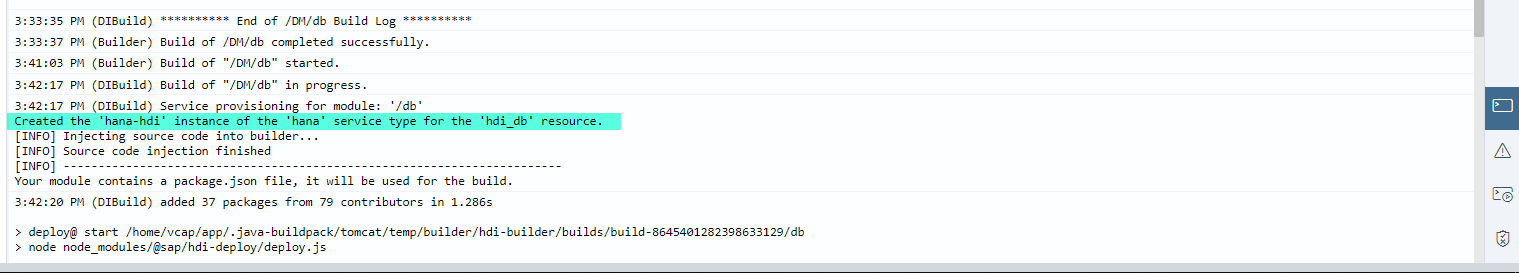 3:33:35 PM (DIBuild) ********** End of /DM/db Build Log **********
3:33:37 PM (Builder) Build of /DM/db completed successfully.
3:41:03 PM (Builder) Build of "/DM/db" started.
3:42:17 PM (DIBuild) Build of "/DM/db" in progress.
3:42:17 PM (DIBuild) Service provisioning for module: '/db'
Created the 'hana-hdi' instance of the 'hana' service type for the 'hdi_db' resource.
[INFO] Injecting source code into builder...
[INFO] Source code injection finished
[INFO] ------------------------------------------------------------------------
Your module contains a package.json file, it will be used for the build.
3:42:20 PM (DIBuild) added 37 packages from 79 contributors in 1.286s
> deploy@ start /home/vcap/app/.java-buildpack/tomcat/temp/builder/hdi-builder/builds/build-8645401282398633129/db
> node node_modules/@sap/hdi-deploy/deploy.js